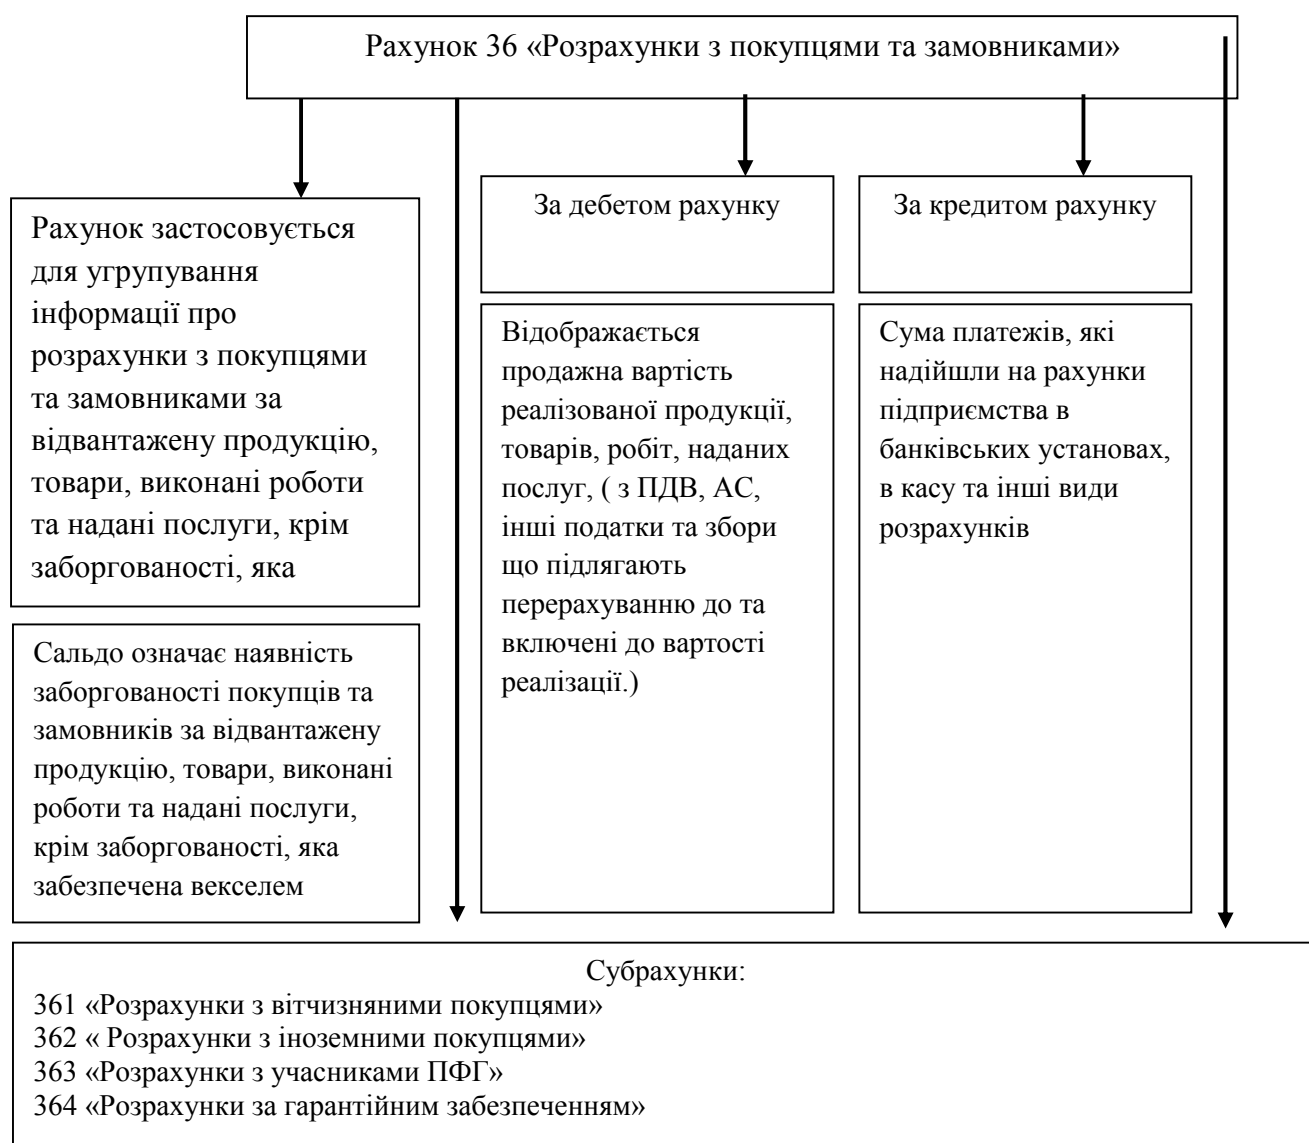 Рахунок 36 «Розрахунки з покупцями та замовниками»
Рахунок застосовується
для угрупування
інформації про
розрахунки з покупцями
та замовниками за
відвантажену продукцію,
товари, виконані роботи
та надані послуги, крім
заборгованості, яка
Сальдо означає наявність
заборгованості покупців та
замовників за відвантажену
продукцію, товари, виконані
роботи та надані послуги,
крім заборгованості, яка
забезпечена векселем
За дебетом рахунку
Відображається
продажна вартість
реалізованої продукції,
товарів, робіт, наданих
послуг, ( з ПДВ, АС,
інші податки та збори
що підлягають
перерахуванню до та
включені до вартості
реалізації.)
За кредитом рахунку
Сума платежів, які
надійшли на рахунки
підприємства в
банківських установах,
в касу та інші види
розрахунків
Субрахунки:
361 «Розрахунки з вітчизняними покупцями»
362 « Розрахунки з іноземними покупцями»
363 «Розрахунки з учасниками ПФГ»
364 «Розрахунки за гарантійним забезпеченням»